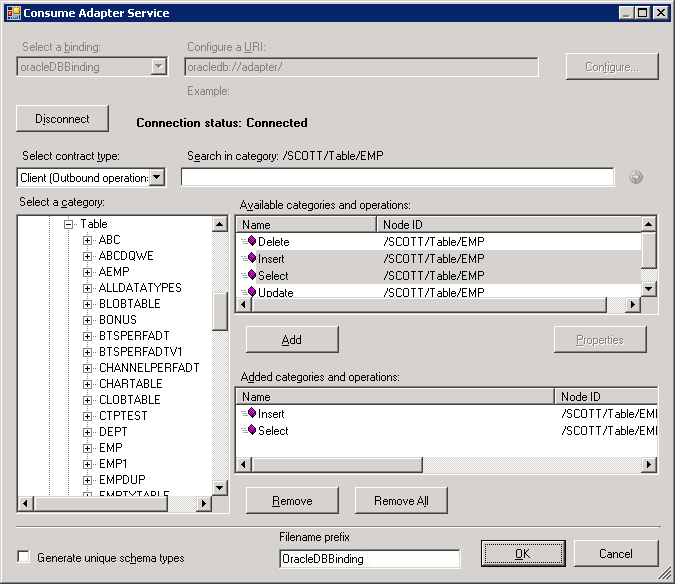 Consume Adapter Service
Select a binding:
Configure a URI:
oracleDBBinding
oracledb://adapter/
Configure...
Example:
Disconnect
Connection status: Connected
Select contract type:
Search in category: /SCOTT/Table/EMP
Client (Outbound operations
Select a category:
Available categories and operations:
Table
ABC
ABCDQWE
AEMP
ALLDATATYPES
BLOBTABLE
BONUS
BTSPERFADT
BTSPERFADTV1
CHANNELPERFADT
CHARTABLE
CLOBTABLE
CTPTEST
DEPT
EMP
EMP1
EMPDUP
EMPTYTABLE
Name Node ID
Delete /SCOTT/Table/EMP
Insert /SCOTT/Table/EMP
Select /SCOTT/Table/EMP
Update /SCOTT/Table/EMP
Add
Properties
Added categories and operations:
Name Node ID
Insert /SCOTT/Table/EM
Select /SCOTT/Table/EM
Remove
Remove All
Generate unique schema types
Filename prefix
OracleDBBinding
OK
Cancel